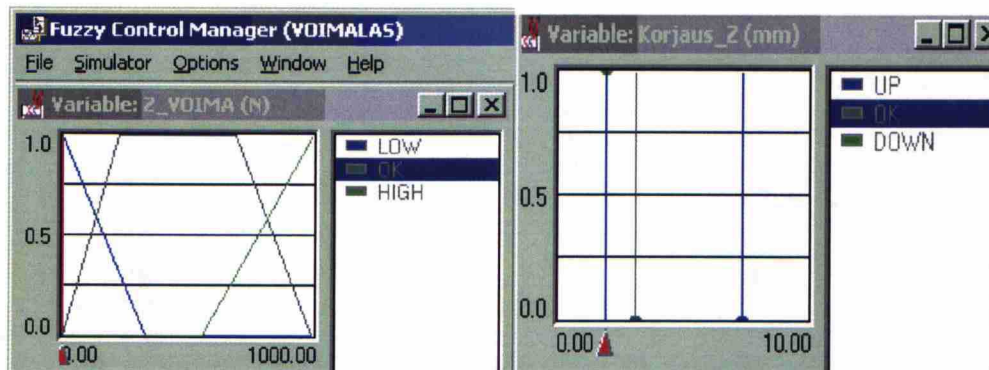 Fuzzy Control Manager (VOIMALAS)
File Simulator Options Window Help
Variable: Z_VOIMA (N)
1.0
0.5
0.0
0.00 1000.00
LOW
OK
HIGH
Variable: Korjaus_Z (mm)
1.0
0.5
0.0
0.00 10.00
UP
OK
DOWN